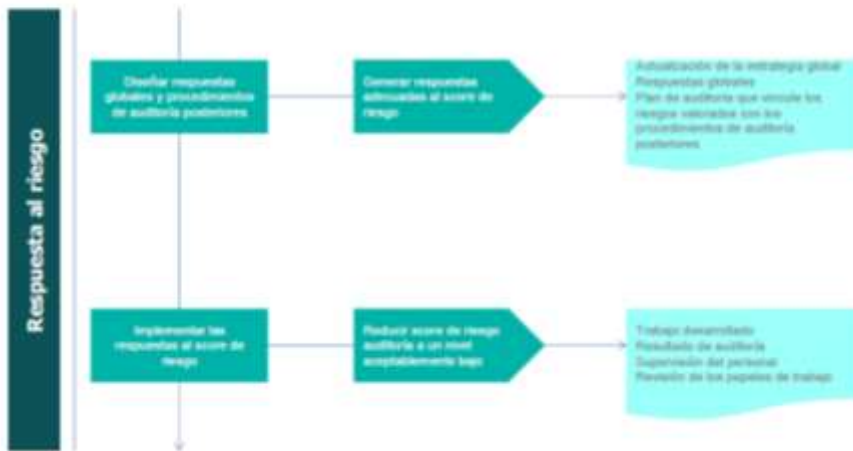 Respuesta al riesgo
Diseñar respuestas
globales y procedimientos
de auditoría posteriores
Generar respuestas
adecuadas al score de
riesgo
Actualización de la estrategia global
Respuestas globales
Plan de auditoría que vincule los
riesgos valorados con los
procedimientos de auditoría
posteriores
Implementar las
respuestas al score de
riesgo
Reducir score de riesgo
auditoría a un nivel
aceptablemente bajo
Trabajo desarrollado
Resultado de auditoría
Supervisión del personal
Revisión de los papeles de trabajo